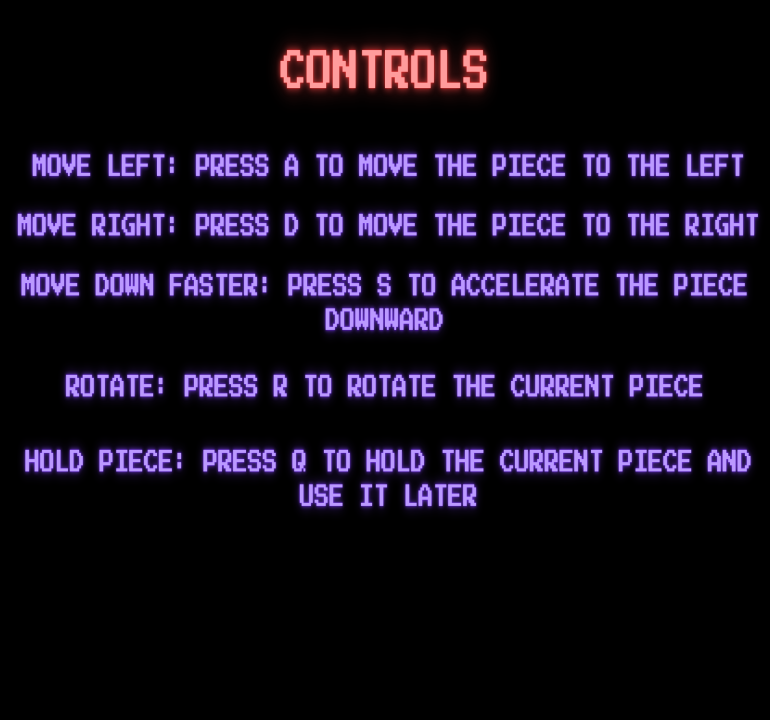 CONTROLS
MOVE LEFT: PRESS A TO MOVE THE PIECE TO THE LEFT
MOVE RIGHT: PRESS D TO MOVE THE PIECE TO THE RIGHT
MOVE DOWN FASTER: PRESS S TO ACCELERATE THE PIECE
DOWNWARD
ROTATE: PRESS R TO ROTATE THE CURRENT PIECE
HOLD PIECE: PRESS Q TO HOLD THE CURRENT PIECE AND
USE IT LATER